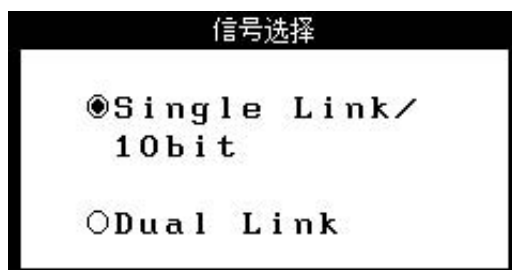 信号选择
◉Single Link/
10bit
○Dual Link